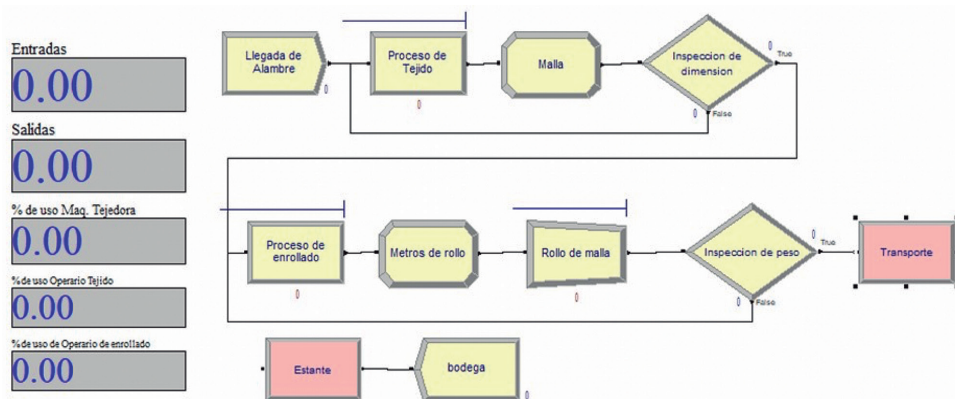 Entradas
0.00
Salidas
0.00
% de uso Maq. Tejedora
0.00
%de uso Operario Tejido
0.00
%de uso de Operario de enrollado
0.00
Llegada de
Alambre
0
Proceso de
Tejido
0
Malla
Inspeccion de
dimension
0
True
0
False
Proceso de
enrollado
0
Metros de rollo
Rollo de malla
0
Inspeccion de peso
0
True
0
False
Transporte
Estante
bodega
0